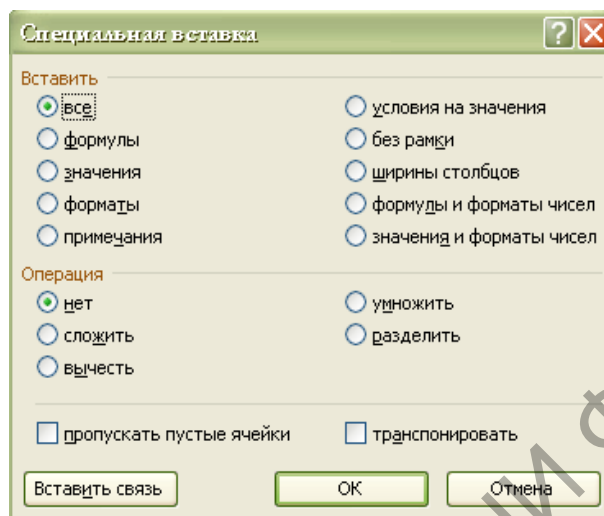 Специальная вставка
Вставить
все
условия на значения
формулы
без рамки
значения
ширины столбцов
форматы
формулы и форматы чисел
примечания
значения и форматы чисел
Операция
нет
умножить
сложить
разделить
вычесть
пропускать пустые ячейки
транспонировать
Вставить связь
ОК
Отмена